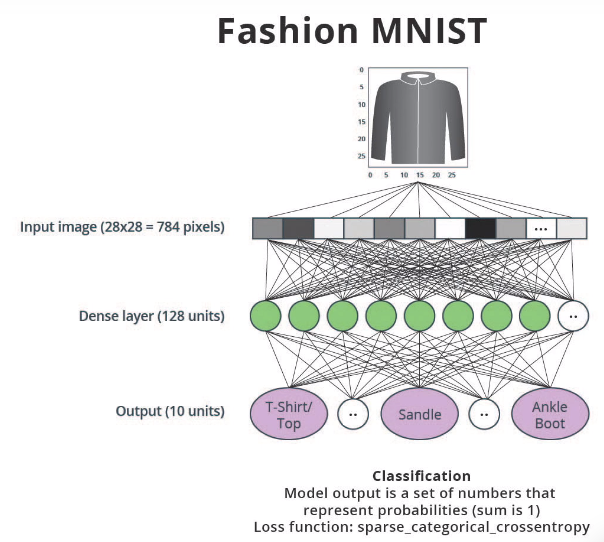 Fashion MNIST
0
5
10
15
20
25
0 5 10 15 20 25
Input image (28x28 = 784 pixels)
...
Dense layer (128 units)
..
Output (10 units)
T-Shirt/
Top
..
Sandle
..
Ankle
Boot
Classification
Model output is a set of numbers that
represent probabilities (sum is 1)
Loss function: sparse_categorical_crossentropy